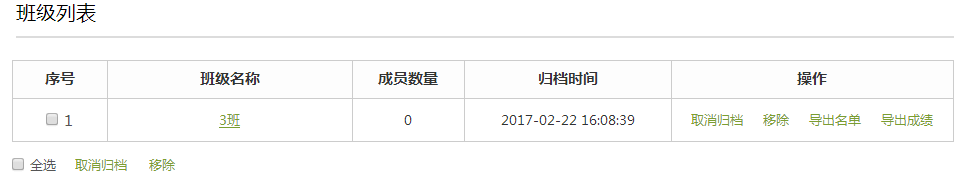 班级列表
序号 班级名称 成员数量 归档时间 操作
1 3班 0 2017-02-22 16:08:39 取消归档 移除 导出名单 导出成绩
全选 取消归档 移除